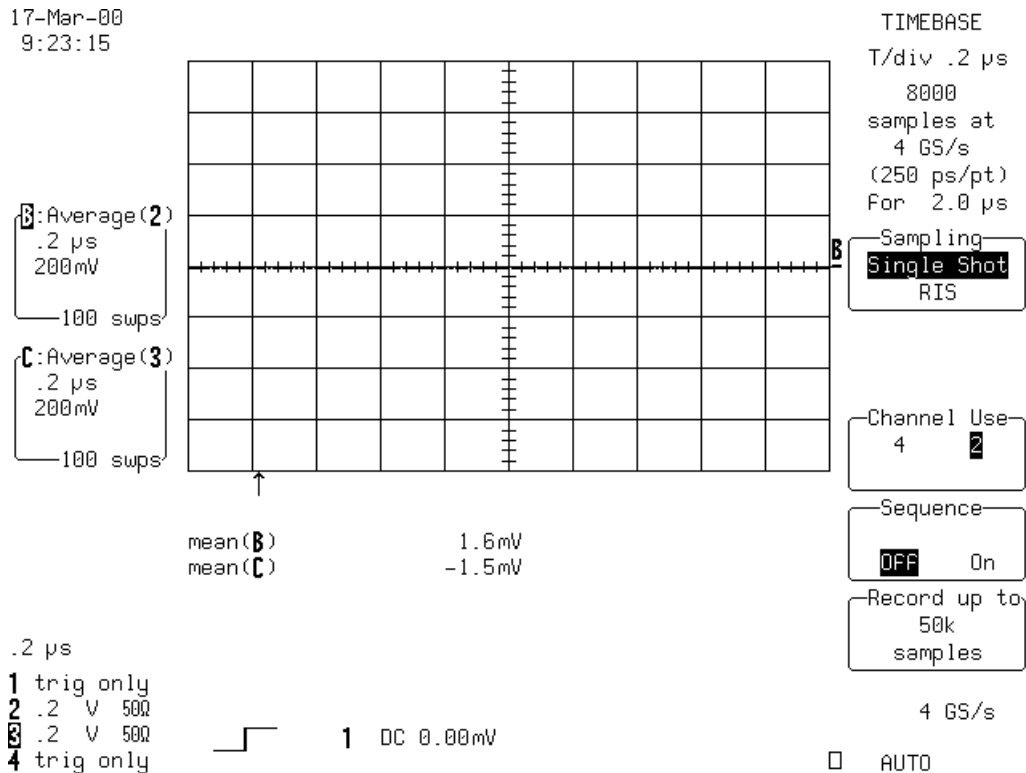 17-Mar-00
9:23:15
B:Average(2)
.2 µs
200mV
100 swps
C:Average(3)
.2 µs
200mV
100 swps
B
mean(B) 1.6mV
mean(C) -1.5mV
.2 µs
1 trig only
2 .2 V 50Ω
3 .2 V 50Ω
4 trig only
1 DC 0.00mV
TIMEBASE
T/div .2 µs
8000
samples at
4 GS/s
(250 ps/pt)
for 2.0 µs
Sampling
Single Shot
RIS
Channel Use
4 2
Sequence
Off On
Record up to
50k
samples
4 GS/s
AUTO